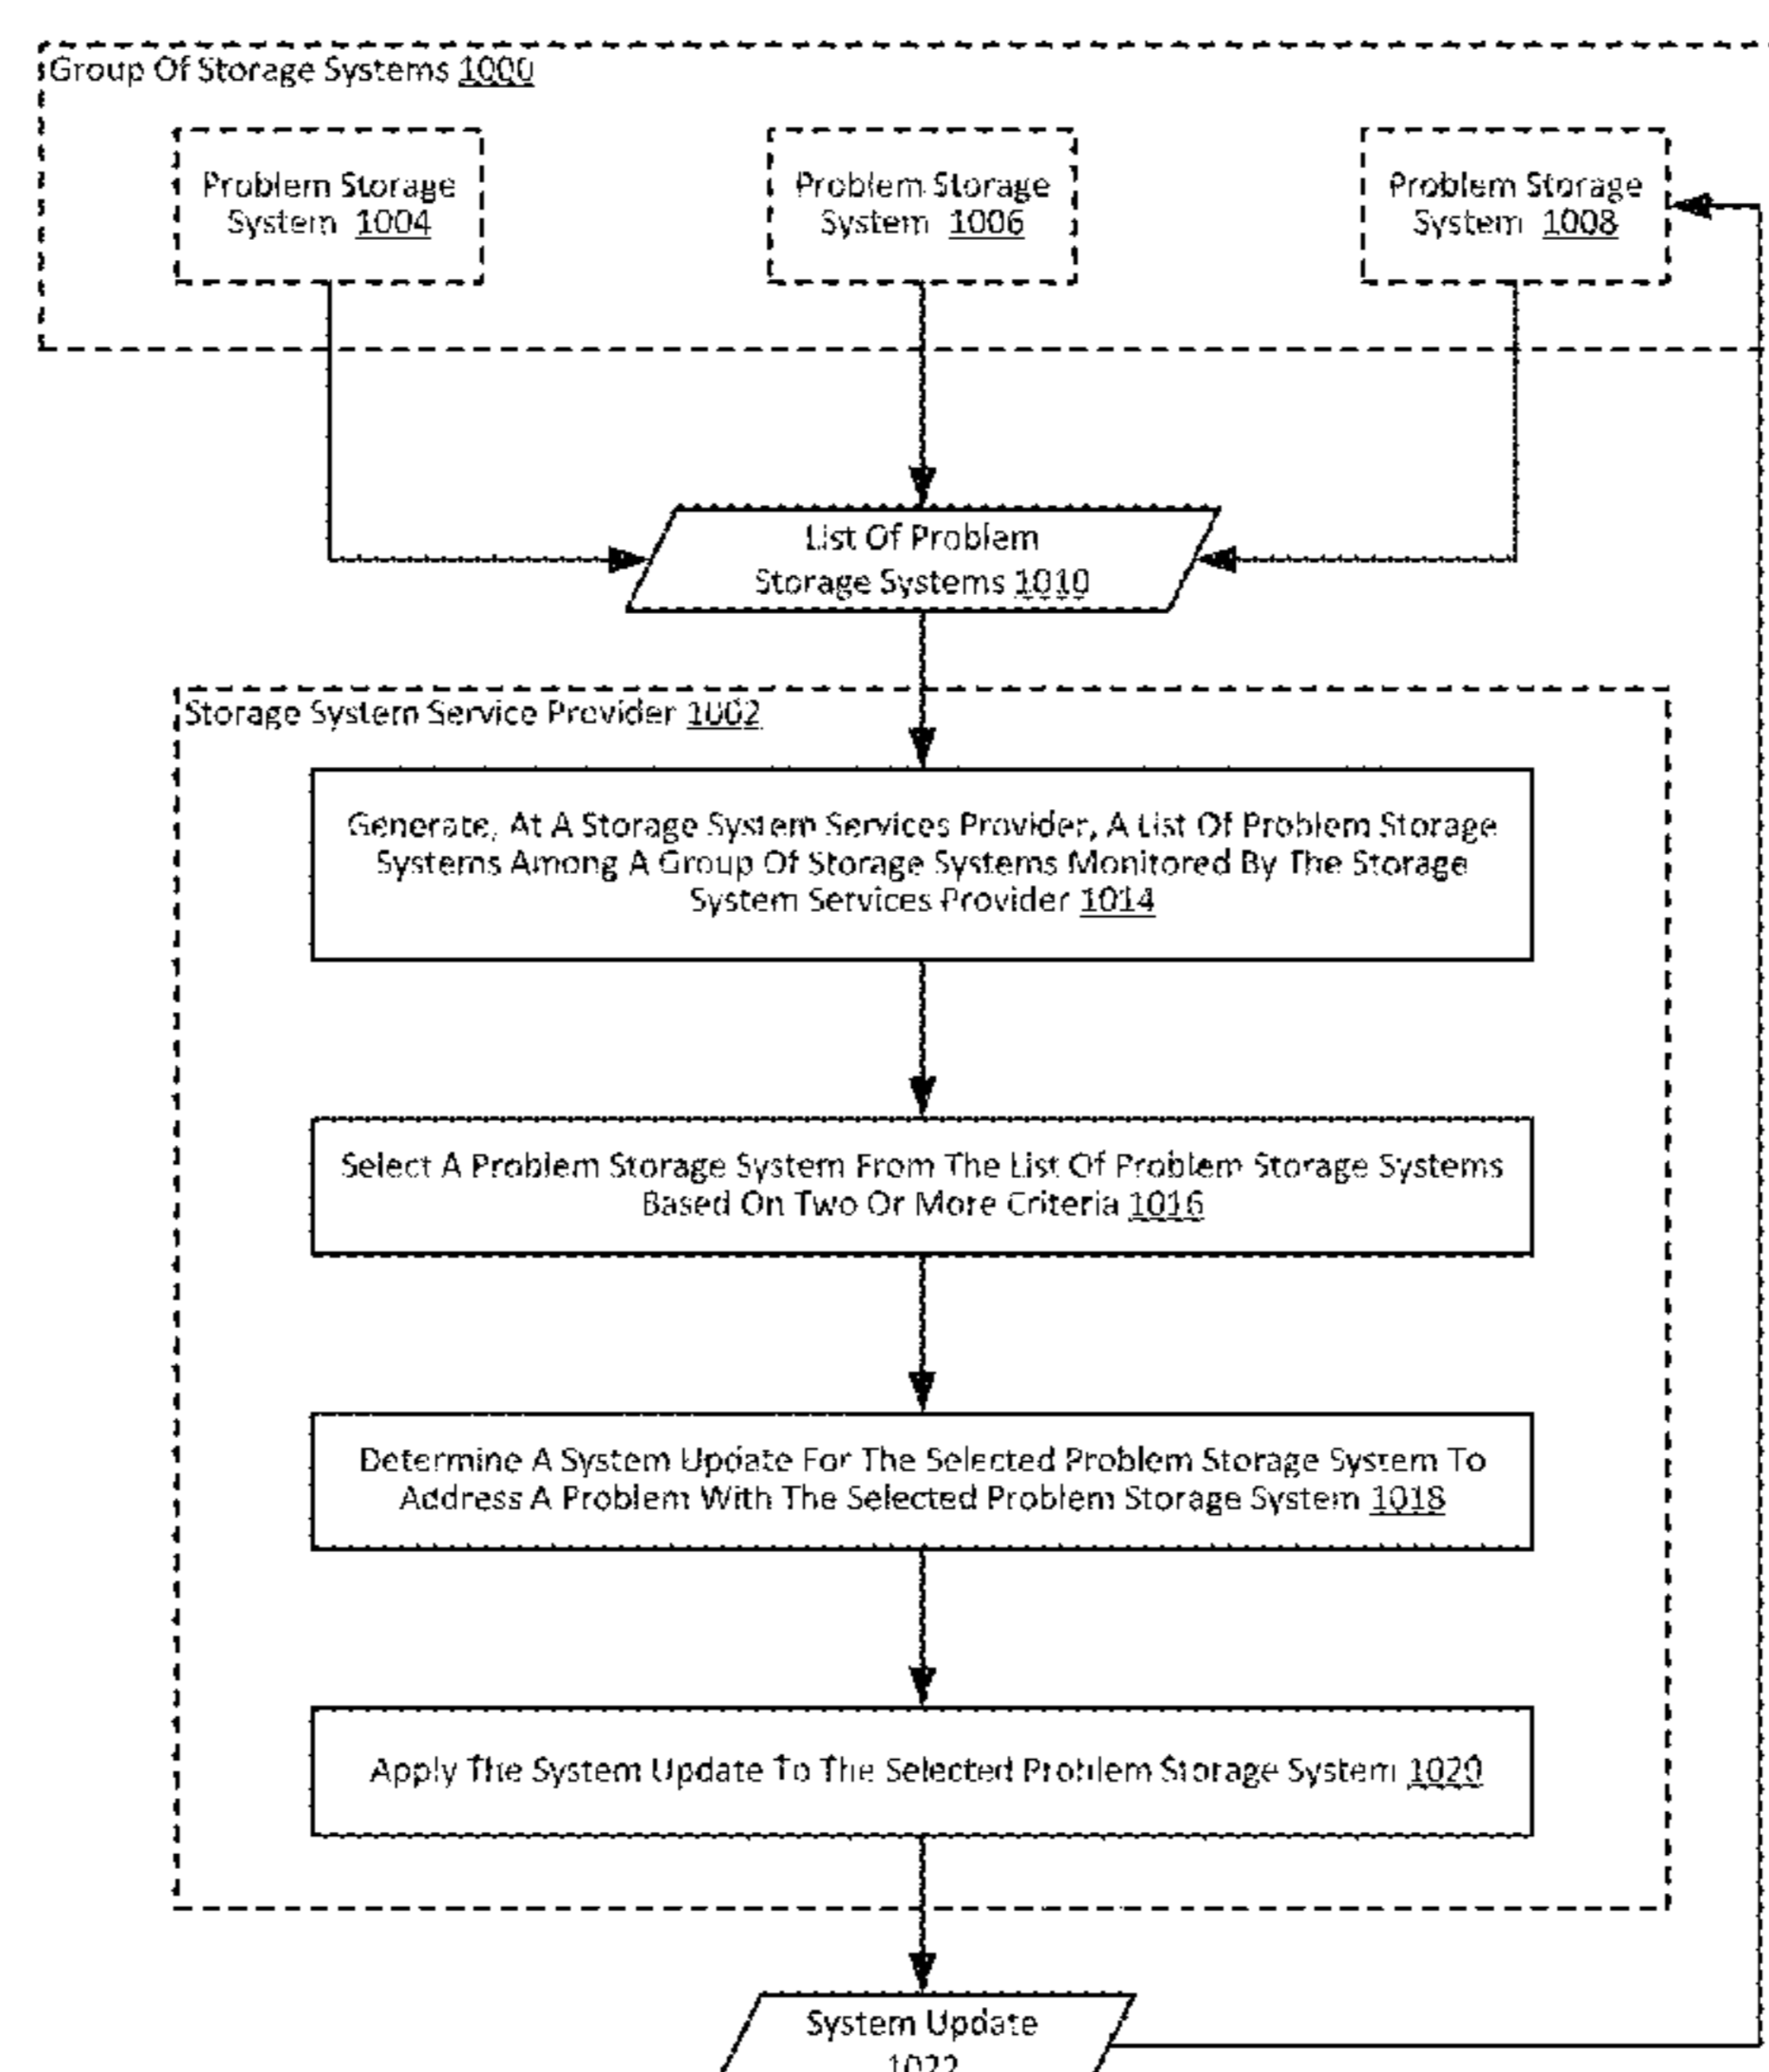 Group Of Storage Systems 1000
Problem Storage
System 1004
Problem Storage
System 1006
Problem Storage
System 1008
List Of Problem
Storage Systems 1010
Storage System Service Provider 1002
Generate, At A Storage System Services Provider, A List Of Problem Storage
Systems Among A Group Of Storage Systems Monitored By The Storage
System Services Provider 1014
Select A Problem Storage System From The List Of Problem Storage Systems
Based On Two Or More Criteria 1016
Determine A System Update For The Selected Problem Storage System To
Address A Problem With The Selected Problem Storage System 1018
Apply The System Update To The Selected Problem Storage System 1020
System Update
1022